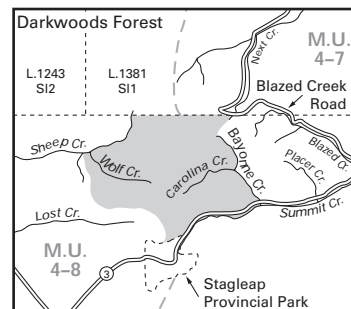 Darkwoods Forest
M.U.
4–7
L.1243
SI2
L.1381
SI1
Next Cr.
Blazed Creek
Road
Sheep Cr.
Wolf Cr.
Carolina Cr.
Bayonne Cr.
Blazed Cr.
Placer Cr.
Summit Cr.
Lost Cr.
M.U.
4–8
3
Stagleap
Provincial Park